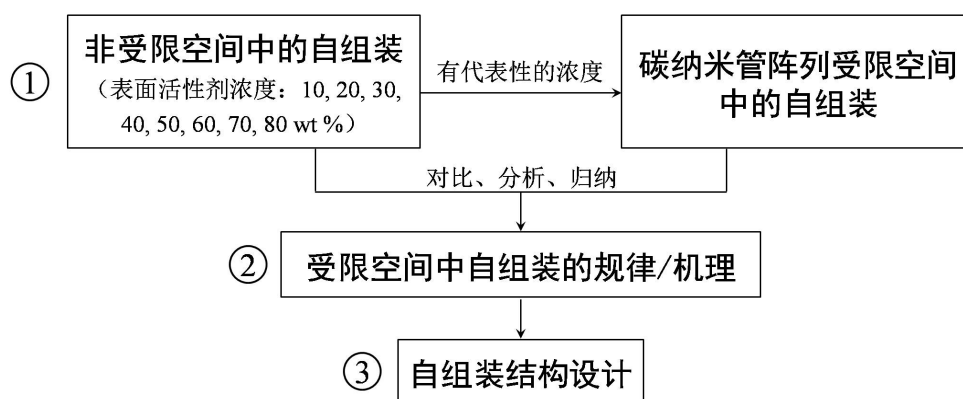 ①
非受限空间中的自组装
（表面活性剂浓度：10, 20, 30,
40, 50, 60, 70, 80 wt %）
有代表性的浓度
碳纳米管阵列受限空间
中的自组装
对比、分析、归纳
②
受限空间中自组装的规律/机理
③
自组装结构设计